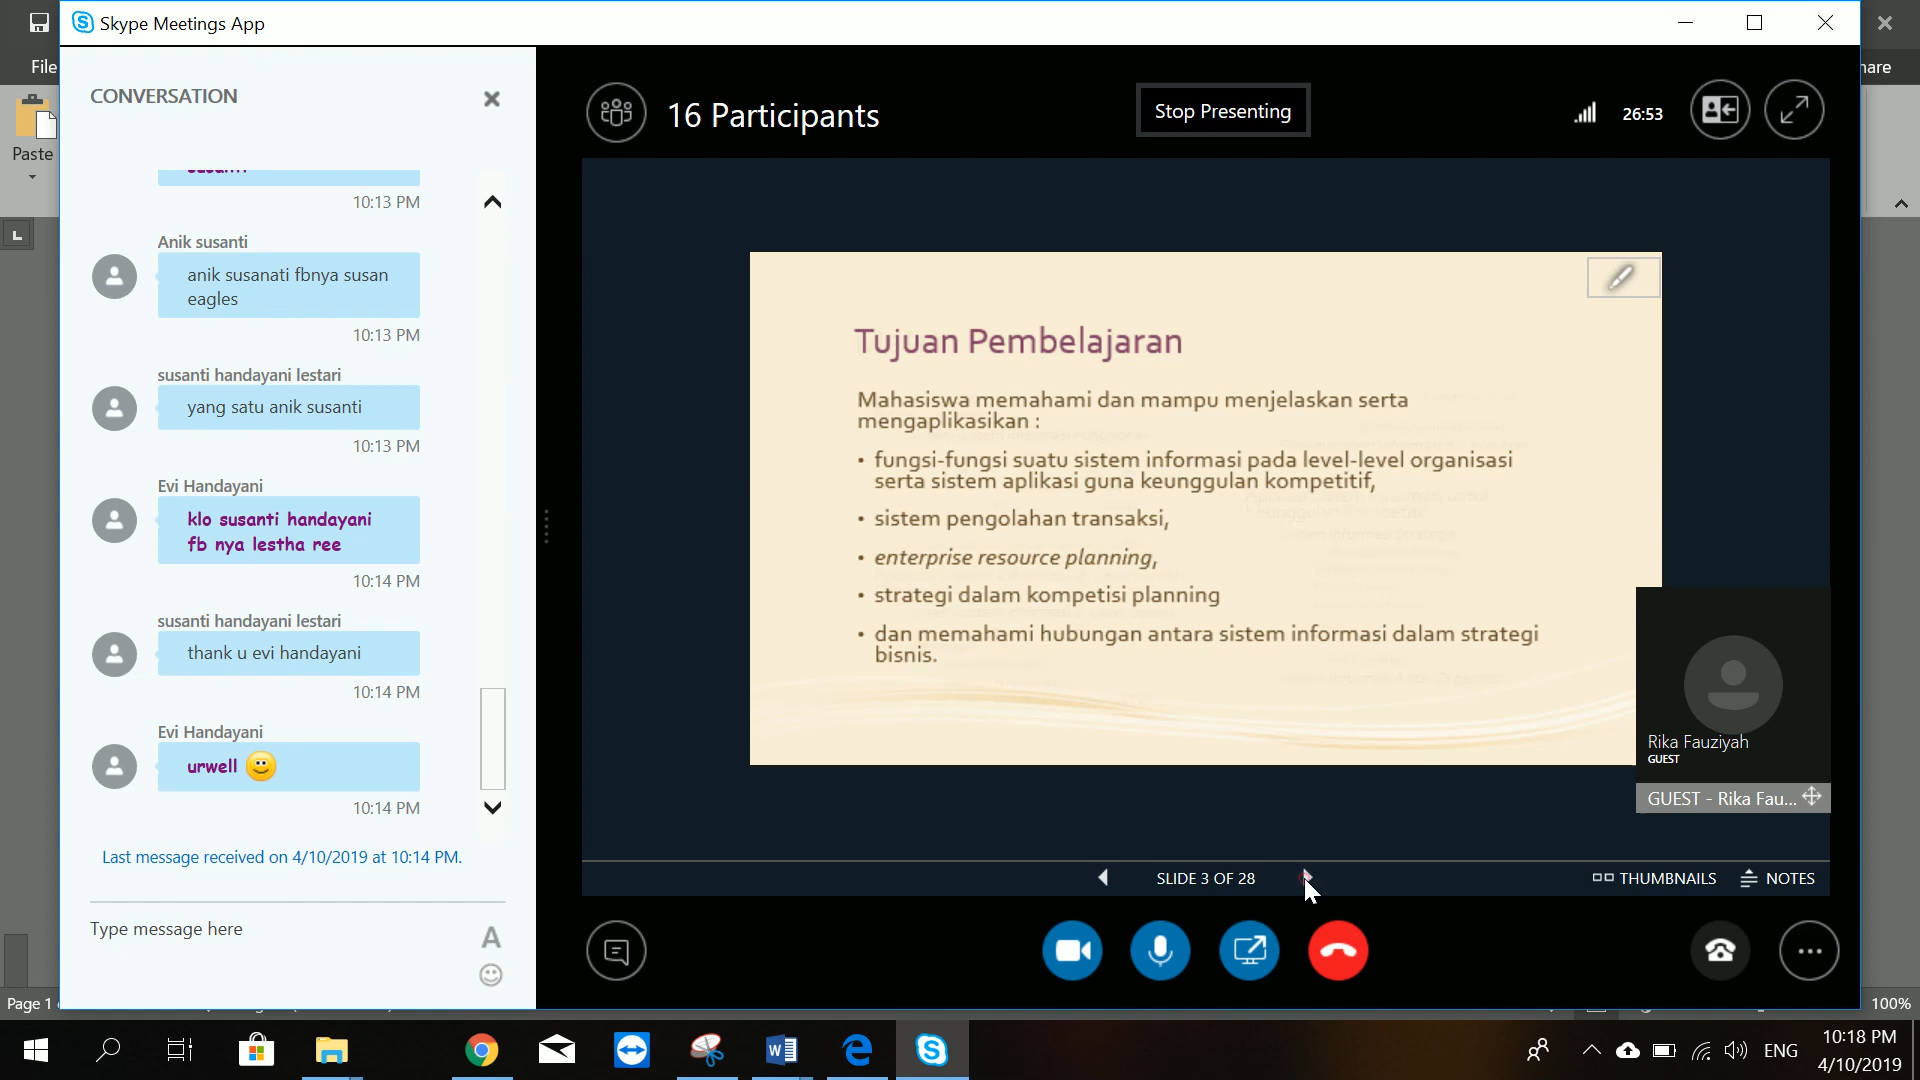 Skype Meetings App
File
hare
Paste
CONVERSATION
10:13 PM
Anik susanti
anik susanati fbnya susan
eagles
10:13 PM
susanti handayani lestari
yang satu anik susanti
10:13 PM
Evi Handayani
klo susanti handayani
fb nya lestha ree
10:14 PM
susanti handayani lestari
thank u evi handayani
10:14 PM
Evi Handayani
urwell
10:14 PM
Last message received on 4/10/2019 at 10:14 PM.
Type message here
A
16 Participants
Stop Presenting
26:53
Tujuan Pembelajaran
Mahasiswa memahami dan mampu menjelaskan serta
mengaplikasikan :
• fungsi-fungsi suatu sistem informasi pada level-level organisasi
serta sistem aplikasi guna keunggulan kompetitif,
• sistem pengolahan transaksi,
• enterprise resource planning,
• strategi dalam kompetisi planning
• dan memahami hubungan antara sistem informasi dalam strategi
bisnis.
Rika Fauziyah
GUEST
GUEST - Rika Fau...
SLIDE 3 OF 28
THUMBNAILS
NOTES
Page 1
100%
ENG
10:18 PM
4/10/2019